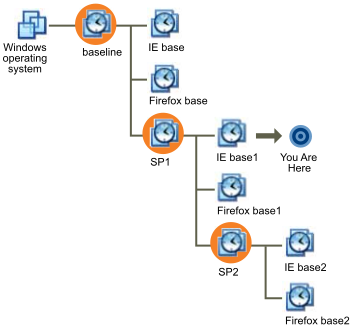 Windows
operating
system
baseline
IE base
Firefox base
SP1
IE base1
You Are
Here
Firefox base1
SP2
IE base2
Firefox base2